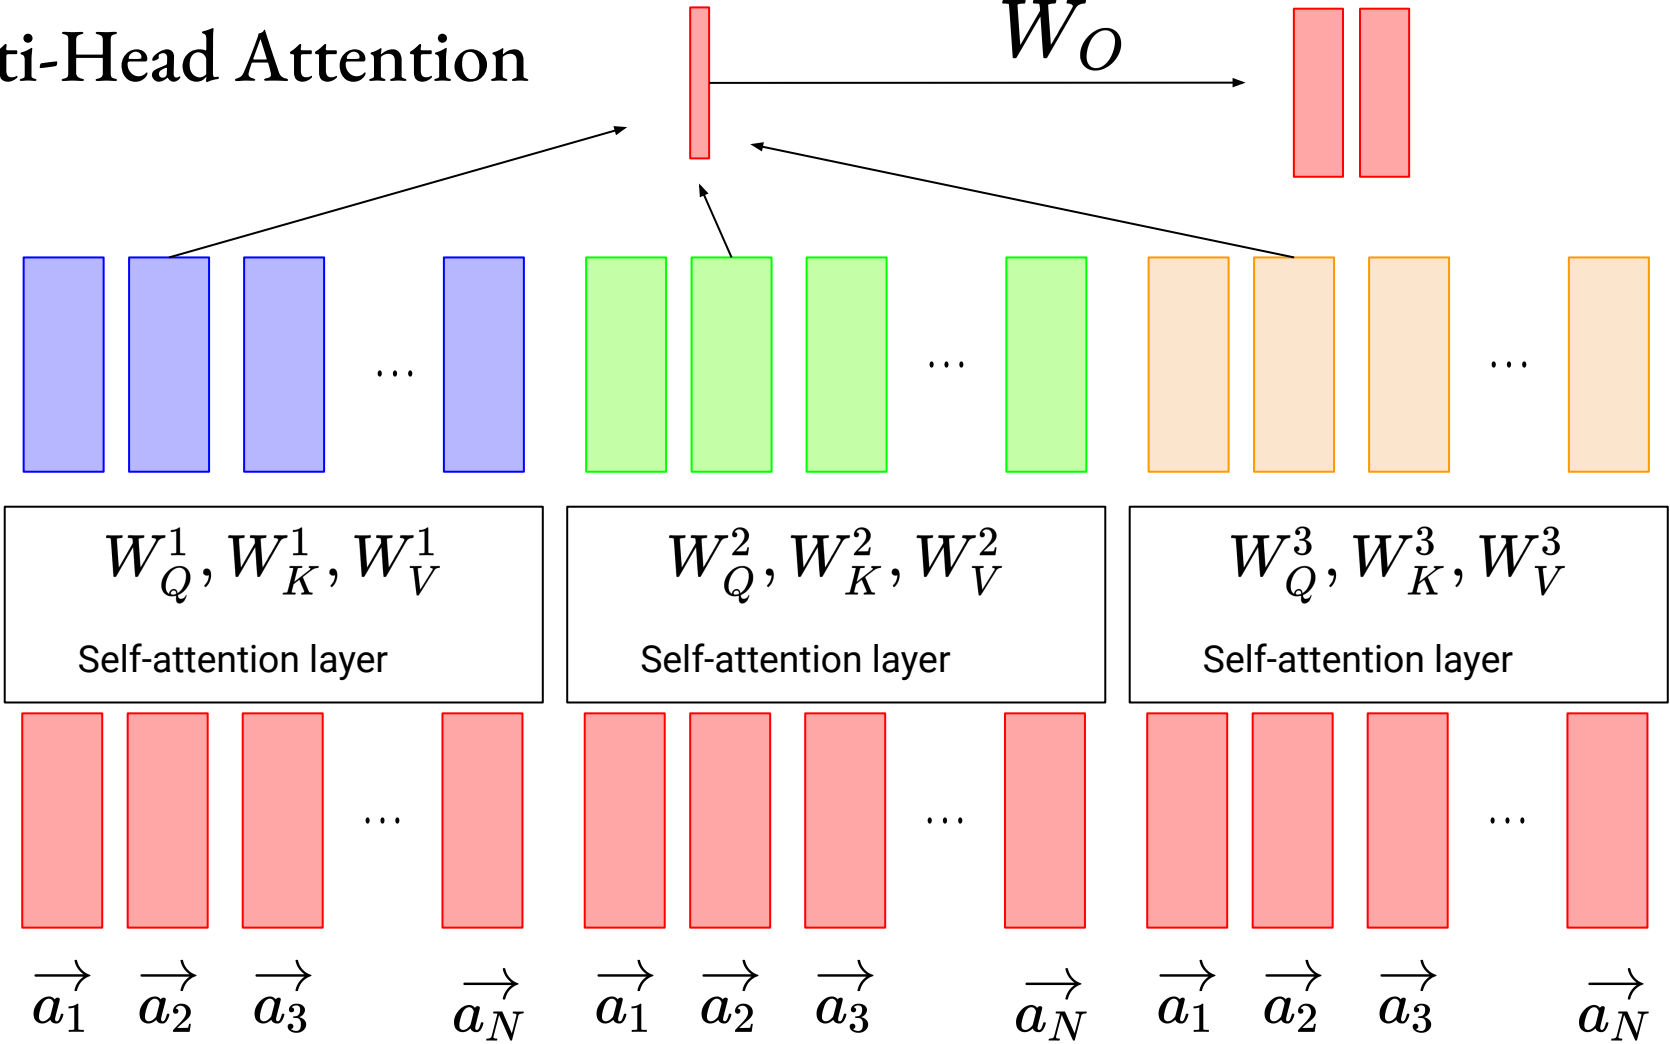 ti-Head Attention
W_O
...
...
...
W_Q^1, W_K^1, W_V^1
W_Q^2, W_K^2, W_V^2
W_Q^3, W_K^3, W_V^3
Self-attention layer
Self-attention layer
Self-attention layer
...
...
...
→a_1 →a_2 →a_3 →a_N
→a_1 →a_2 →a_3 →a_N
→a_1 →a_2 →a_3 →a_N